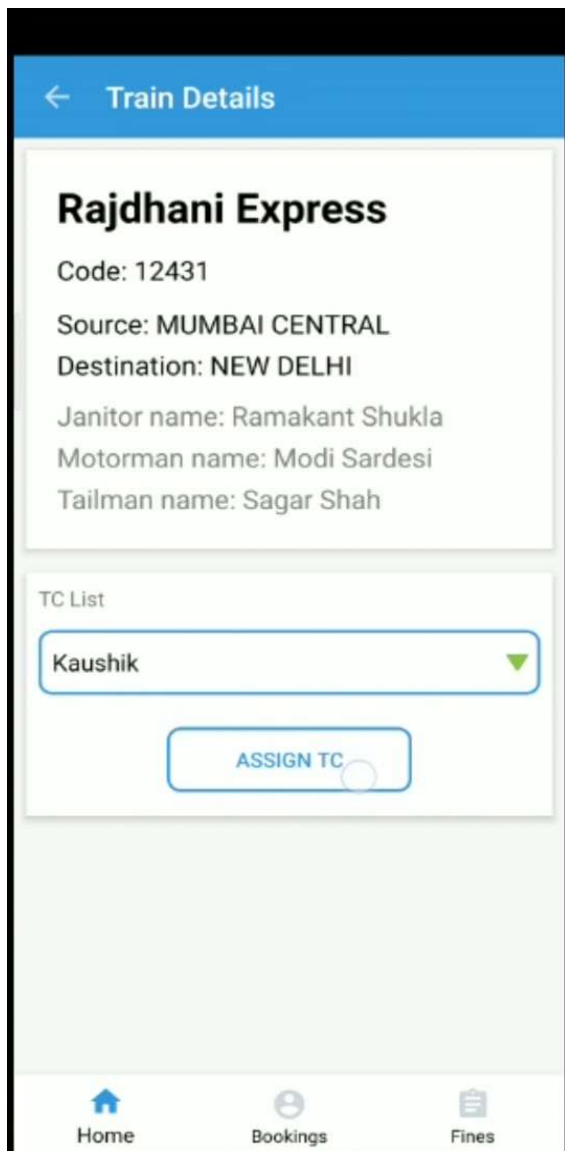 Train Details
Rajdhani Express
Code: 12431
Source: MUMBAI CENTRAL
Destination: NEW DELHI
Janitor name: Ramakant Shukla
Motorman name: Modi Sardesi
Tailman name: Sagar Shah
TC List
Kaushik
ASSIGN TC
Home Bookings Fines